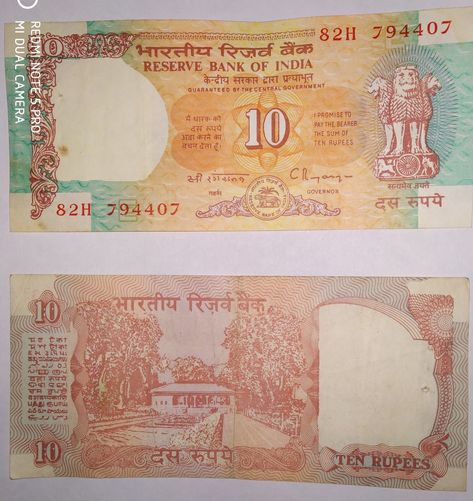 REDMI NOTE 5 PRO
MI DUAL CAMERA
10
भारतीय रिज़र्व बैंक
82H 794407
RESERVE BANK OF INDIA
केन्द्रीय सरकार द्वारा प्रत्याभूत
GUARANTEED BY THE CENTRAL GOVERNMENT
मैं धारक को
दस रुपये
अदा करने का
वचन देता हूँ।
10
I PROMISE TO
PAY THE BEARER
THE SUM OF
TEN RUPEES
गवर्नर
GOVERNOR
सत्यमेव जयते
82H 794407
दस रुपये
10
भारतीय रिज़र्व बैंक
10
दस रुपये
TEN RUPEES